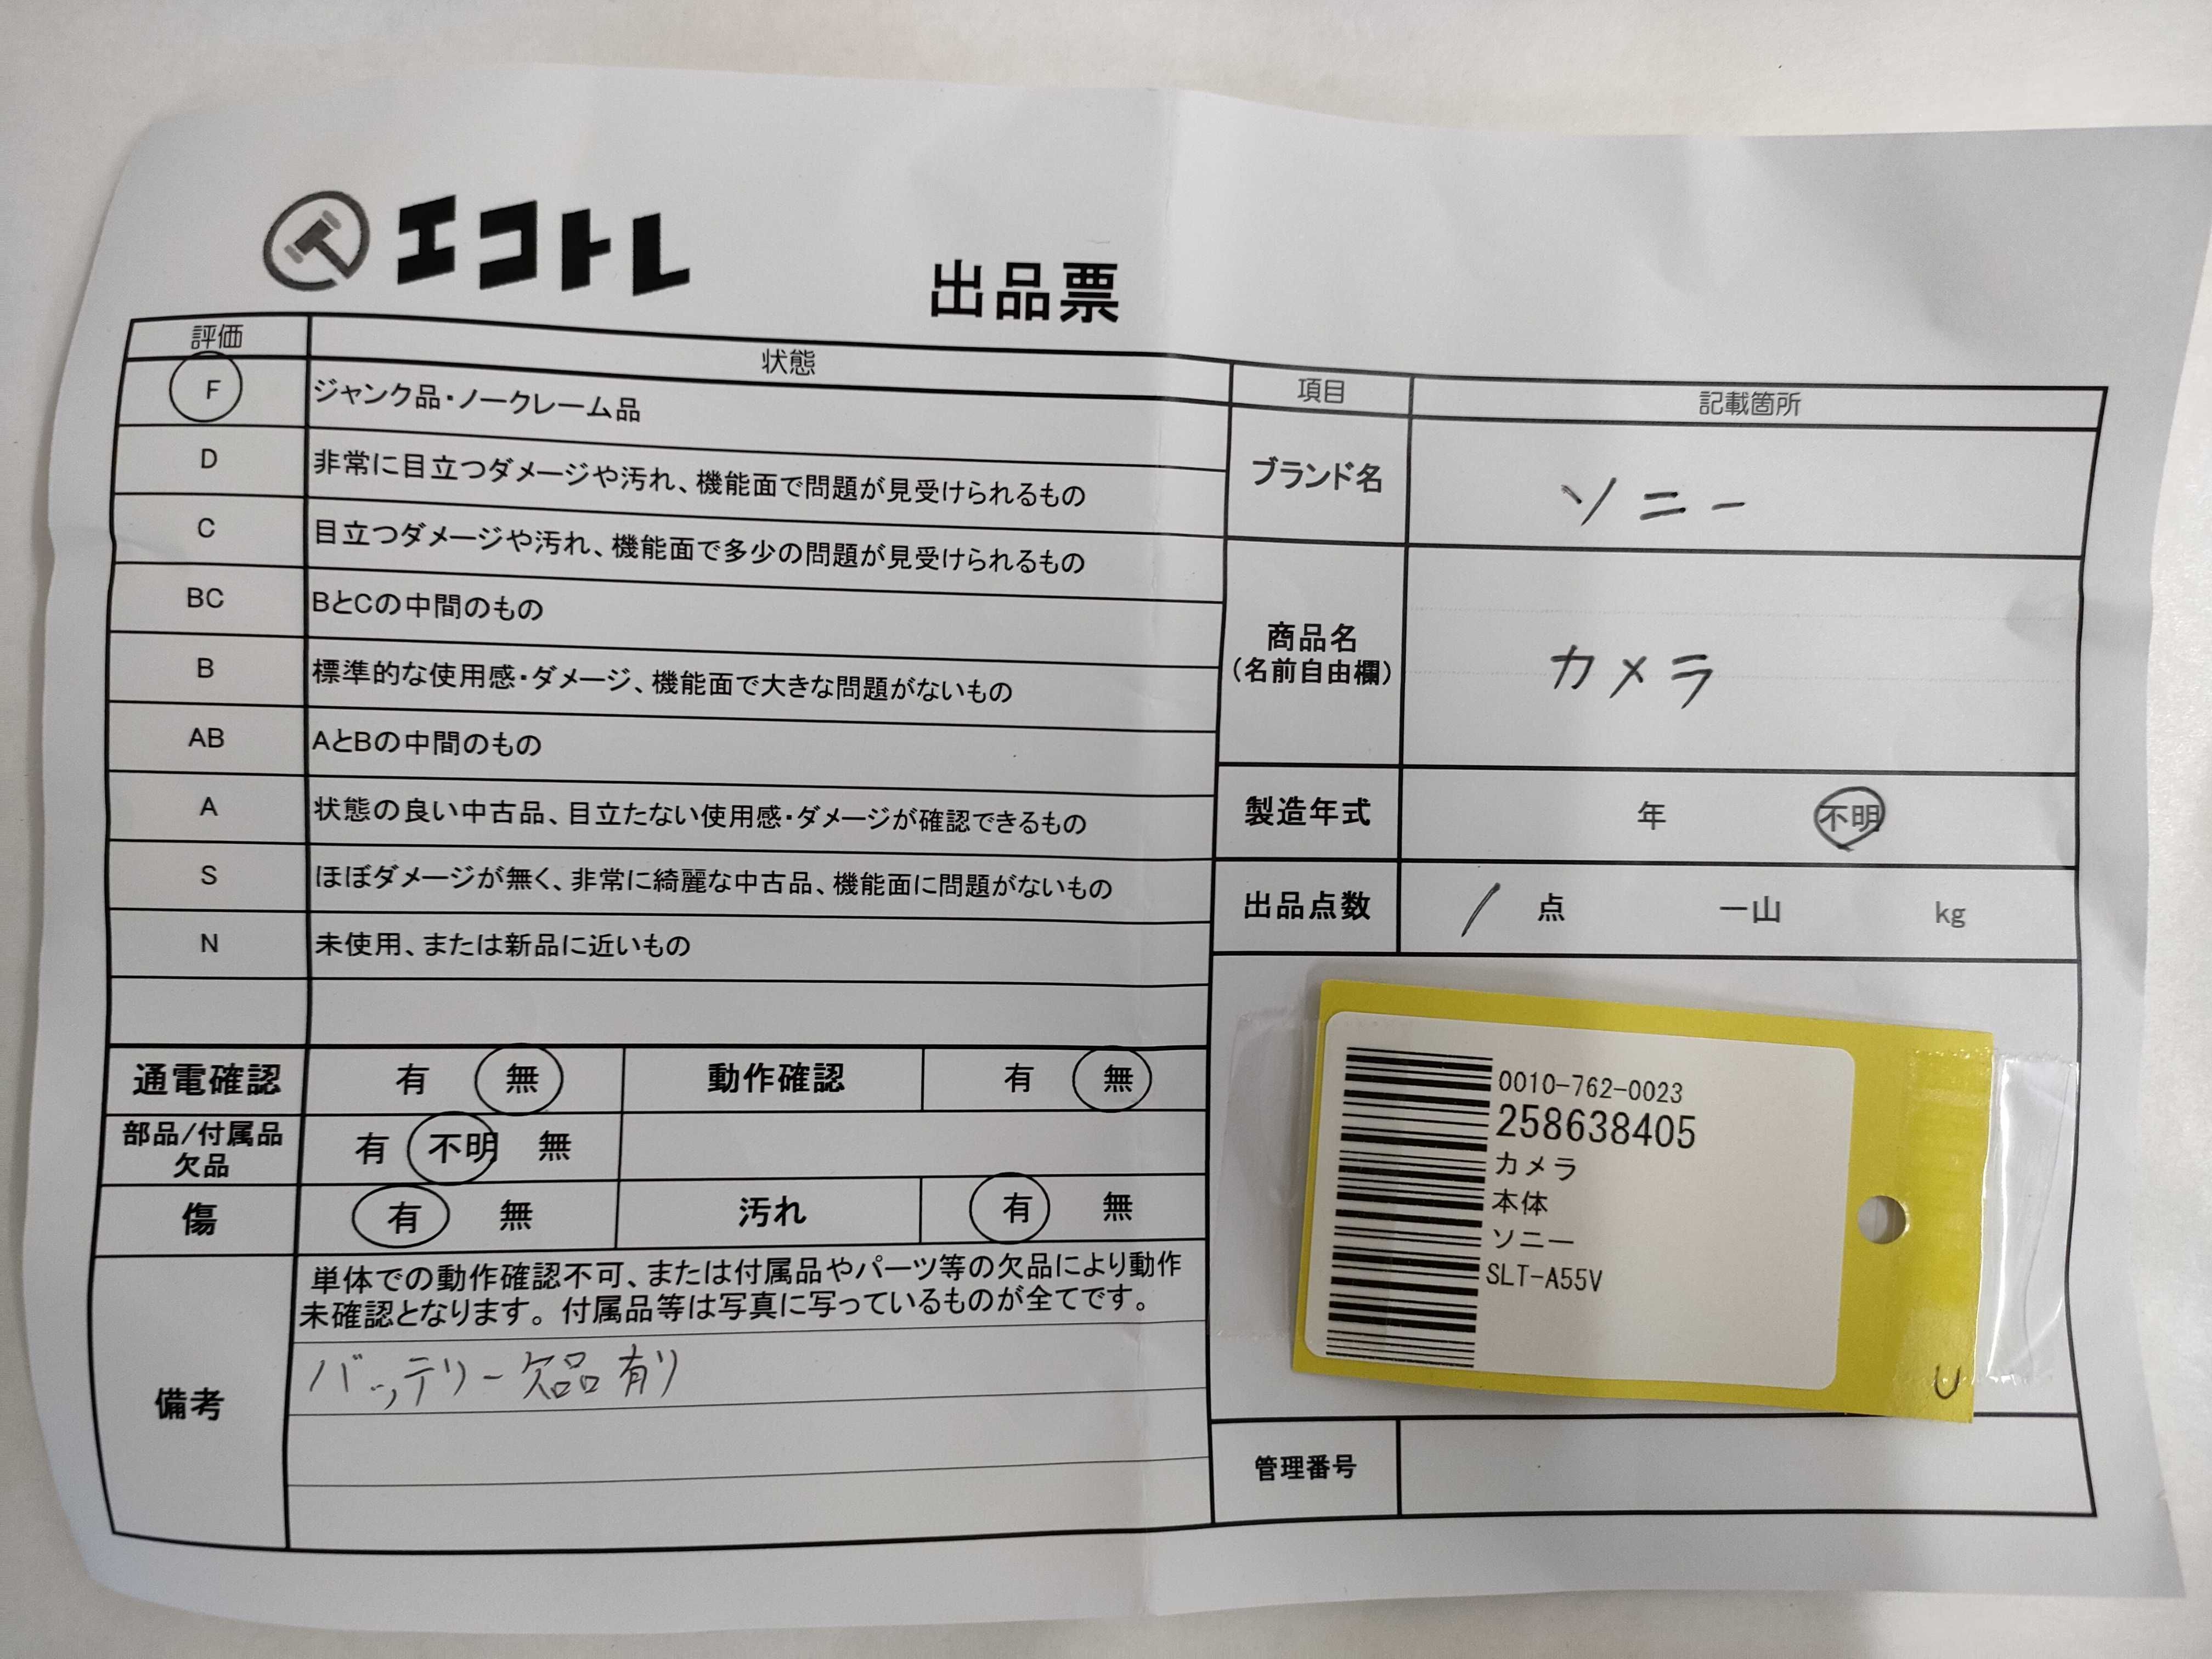 エコトレ
出品票
評価 状態
F ジャンク品・ノークレーム品
D 非常に目立つダメージや汚れ、機能面で問題が見受けられるもの
C 目立つダメージや汚れ、機能面で多少の問題が見受けられるもの
BC BとCの中間のもの
B 標準的な使用感・ダメージ、機能面で大きな問題がないもの
AB AとBの中間のもの
A 状態の良い中古品、目立たない使用感・ダメージが確認できるもの
S ほぼダメージが無く、非常に綺麗な中古品、機能面に問題がないもの
N 未使用、または新品に近いもの
通電確認 有 無 動作確認 有 無
部品/付属品
欠品 有 不明 無
傷 有 無 汚れ 有 無
備考
単体での動作確認不可、または付属品やパーツ等の欠品により動作
未確認となります。付属品等は写真に写っているものが全てです。
バッテリー欠品有り
項目 記載箇所
ブランド名 ソニー
商品名
(名前自由欄) カメラ
製造年式 年 不明
出品点数 1 点 一山 kg
0010-762-0023
258638405
カメラ
本体
ソニー
SLT-A55V
U
管理番号